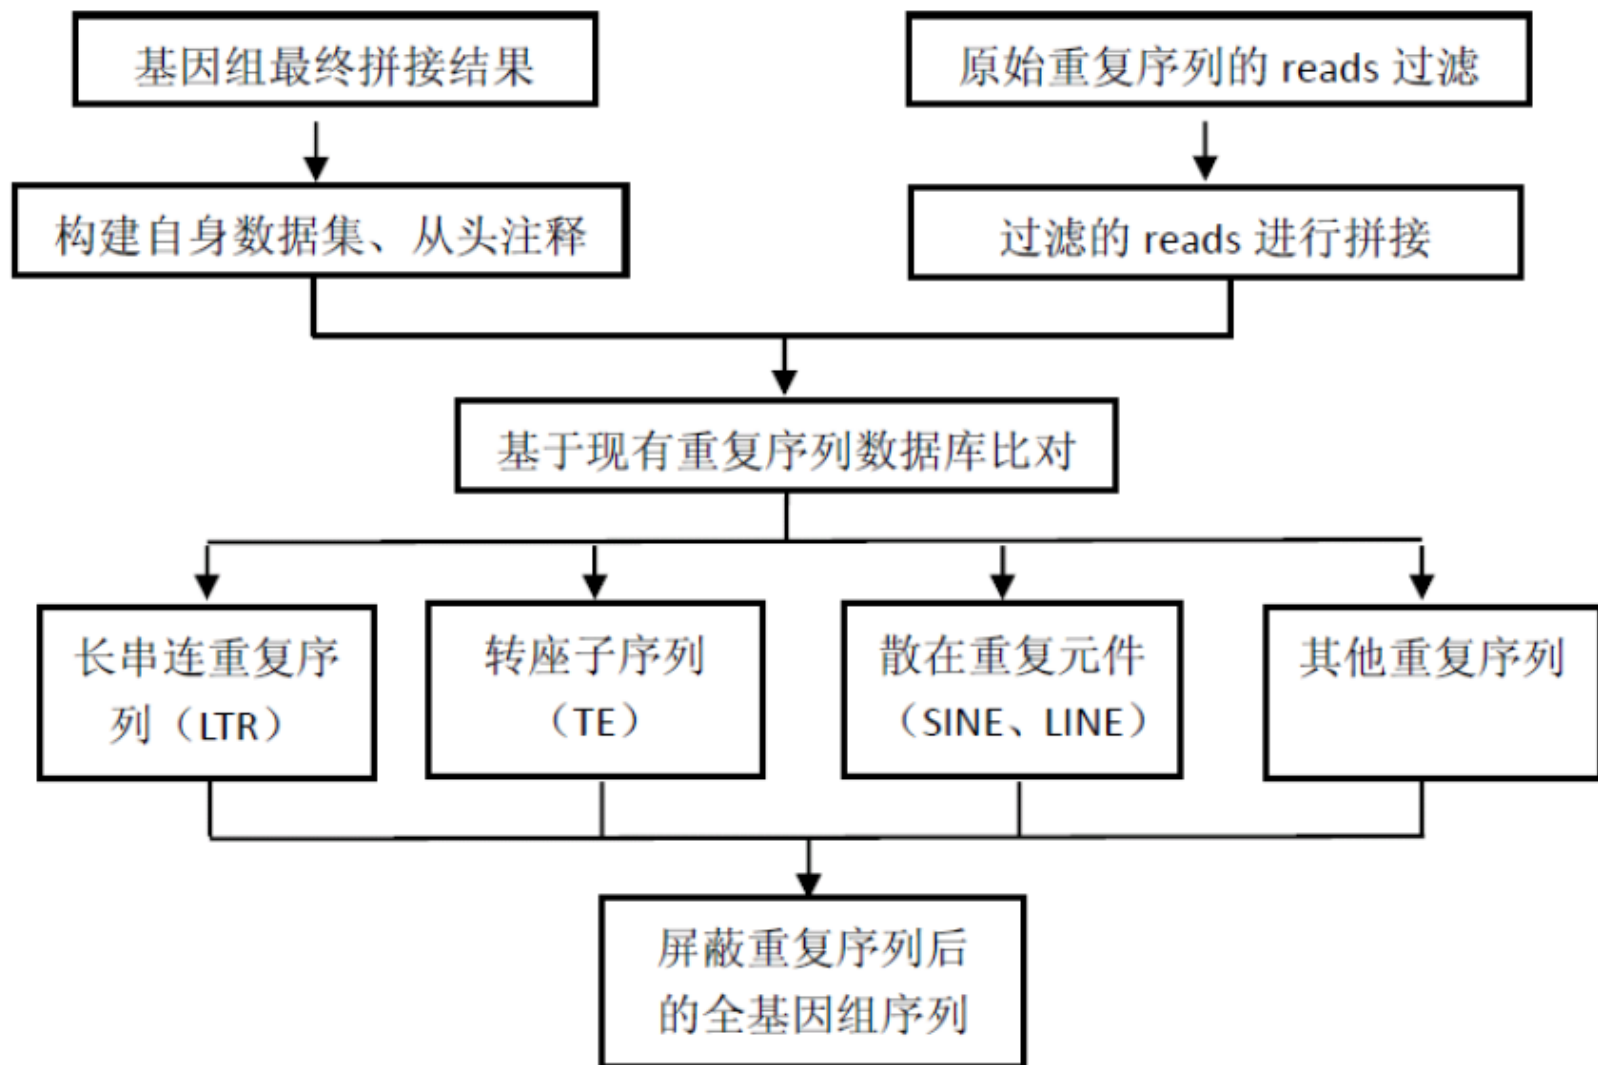 基因组最终拼接结果
原始重复序列的 reads 过滤
构建自身数据集、从头注释
过滤的 reads 进行拼接
基于现有重复序列数据库比对
长串连重复序
列（LTR）
转座子序列
（TE）
散在重复元件
（SINE、LINE）
其他重复序列
屏蔽重复序列后
的全基因组序列